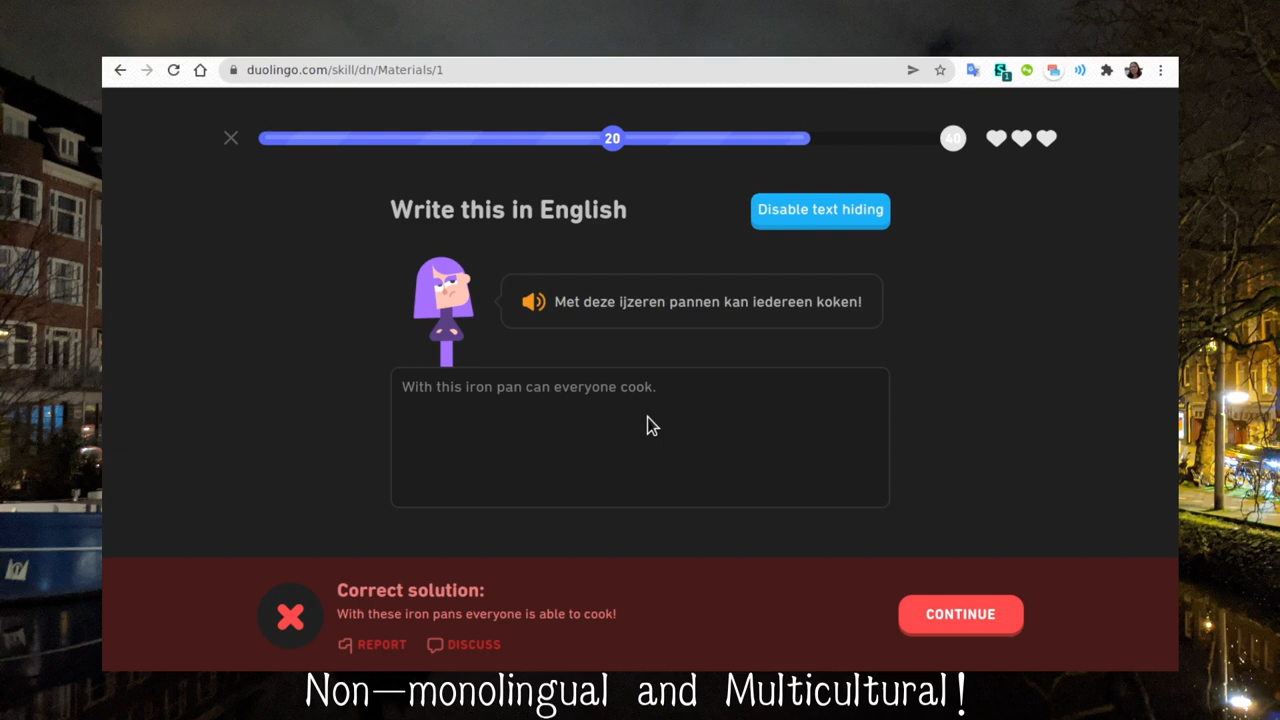 duolingo.com/skill/dn/Materials/1
20
40
Write this in English
Disable text hiding
Met deze ijzeren pannen kan iedereen koken!
With this iron pan can everyone cook.
Correct solution:
With these iron pans everyone is able to cook!
CONTINUE
REPORT DISCUSS
Non–monolingual and Multicultural!